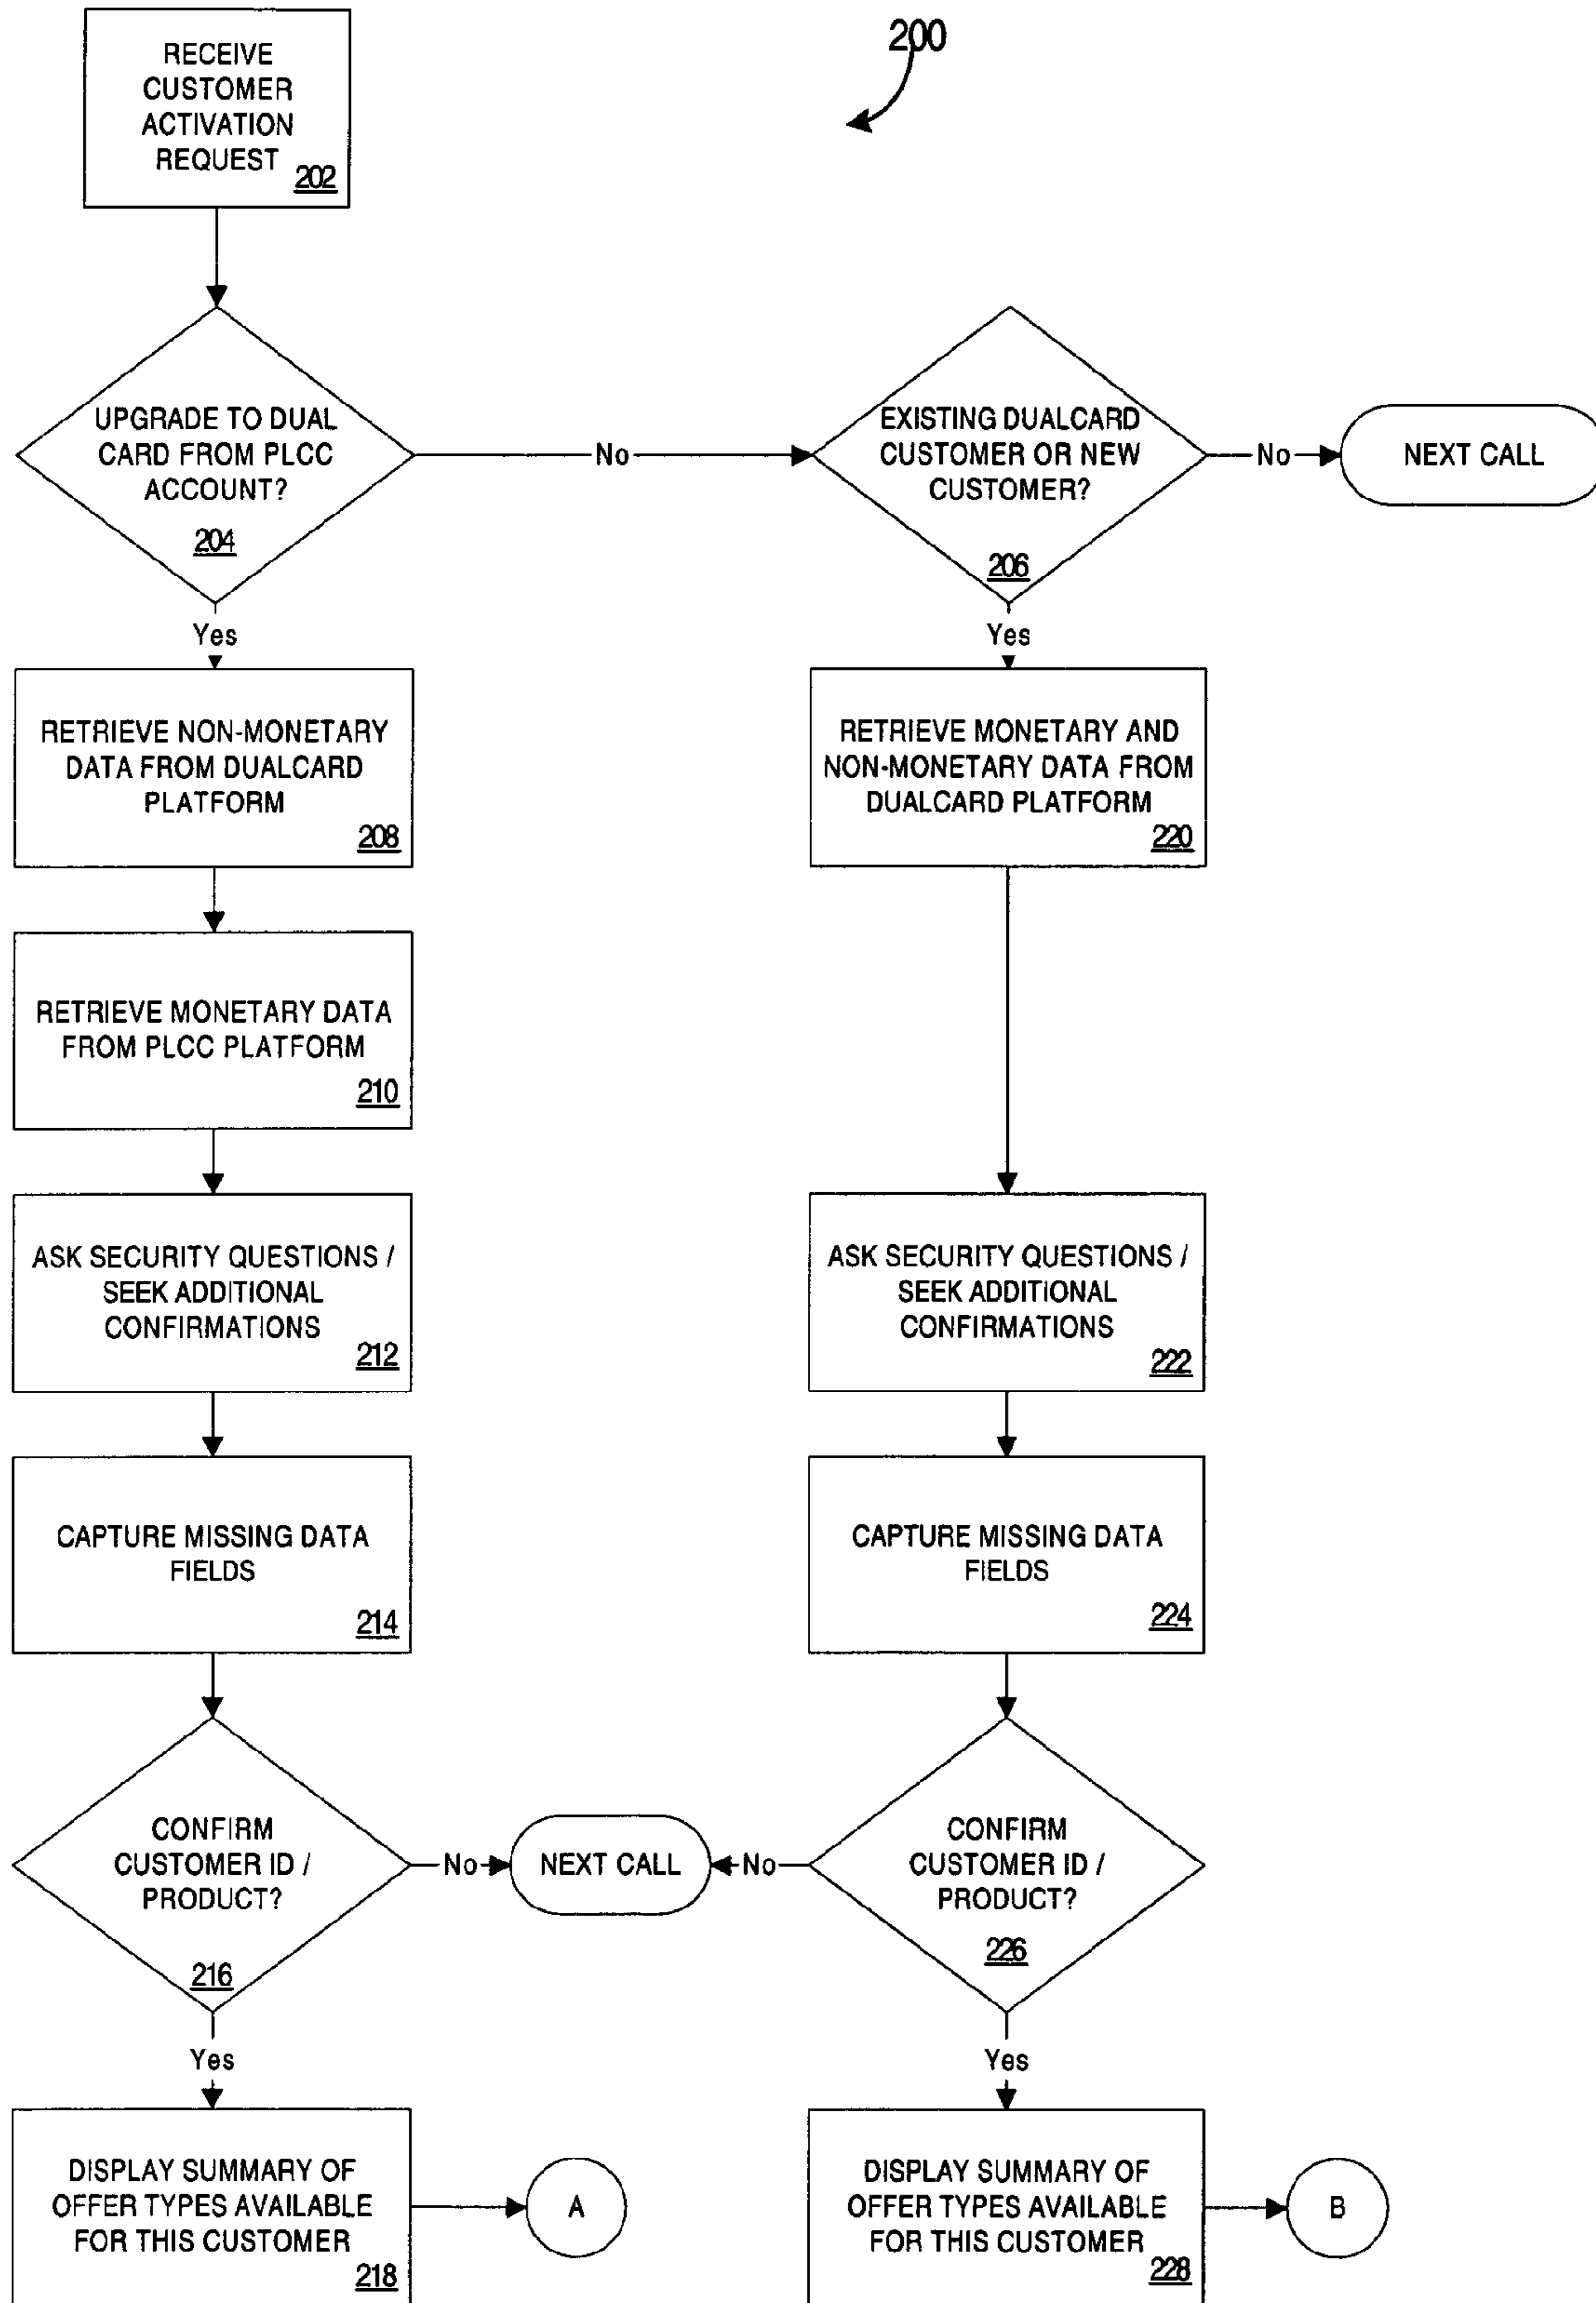 200
RECEIVE
CUSTOMER
ACTIVATION
REQUEST
202
UPGRADE TO DUAL
CARD FROM PLCC
ACCOUNT?
204
No
EXISTING DUALCARD
CUSTOMER OR NEW
CUSTOMER?
206
No
NEXT CALL
Yes
Yes
RETRIEVE NON-MONETARY
DATA FROM DUALCARD
PLATFORM
208
RETRIEVE MONETARY AND
NON-MONETARY DATA FROM
DUALCARD PLATFORM
220
RETRIEVE MONETARY DATA
FROM PLCC PLATFORM
210
ASK SECURITY QUESTIONS /
SEEK ADDITIONAL
CONFIRMATIONS
212
ASK SECURITY QUESTIONS /
SEEK ADDITIONAL
CONFIRMATIONS
222
CAPTURE MISSING DATA
FIELDS
214
CAPTURE MISSING DATA
FIELDS
224
CONFIRM
CUSTOMER ID /
PRODUCT?
216
No
NEXT CALL
No
CONFIRM
CUSTOMER ID /
PRODUCT?
226
Yes
Yes
DISPLAY SUMMARY OF
OFFER TYPES AVAILABLE
FOR THIS CUSTOMER
218
A
DISPLAY SUMMARY OF
OFFER TYPES AVAILABLE
FOR THIS CUSTOMER
228
B